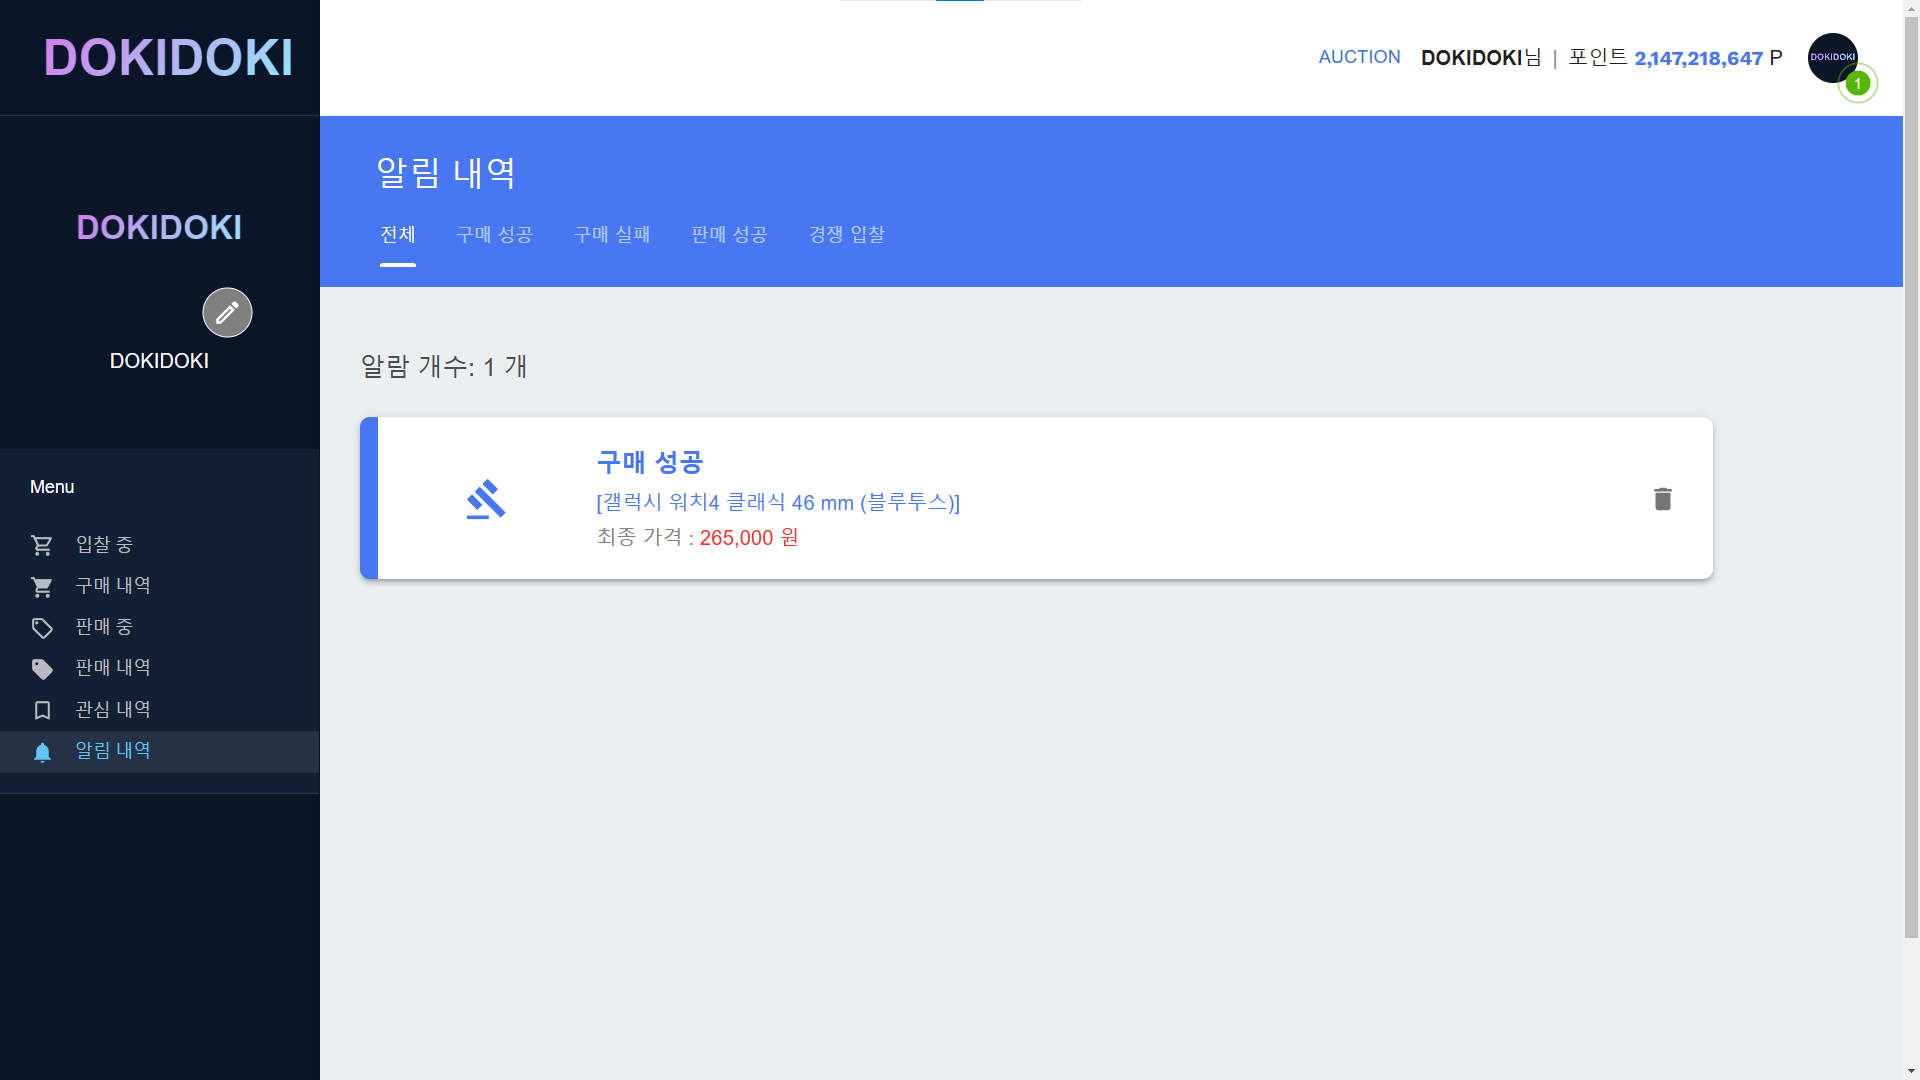 DOKIDOKI
AUCTION DOKIDOKI님 | 포인트 2,147,218,647 P
DOKIDOKI
1
DOKIDOKI
DOKIDOKI
Menu
입찰 중
구매 내역
판매 중
판매 내역
관심 내역
알림 내역
알림 내역
전체 구매 성공 구매 실패 판매 성공 경쟁 입찰
알람 개수: 1 개
구매 성공
[갤럭시 워치4 클래식 46 mm (블루투스)]
최종 가격 : 265,000 원